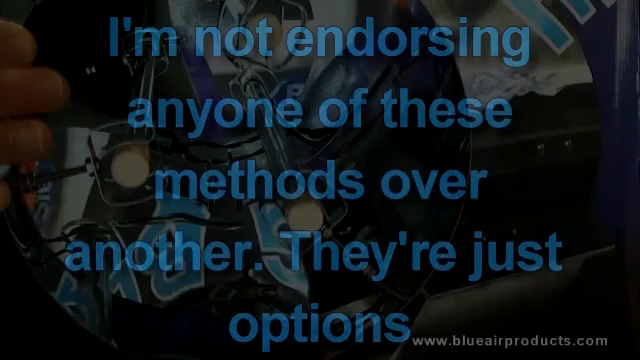 I'm not endorsing
anyone of these
methods over
another. They're just
options
www.blueairproducts.com